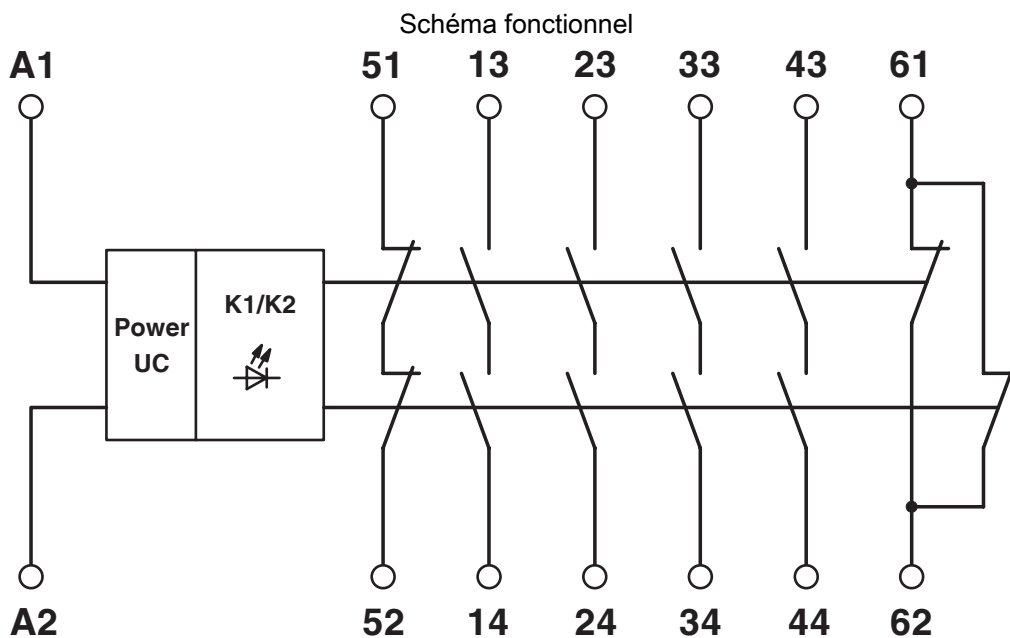 Schéma fonctionnel
A1 51 13 23 33 43 61
K1/K2
Power
UC
A2 52 14 24 34 44 62